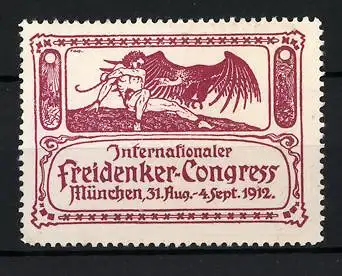 Internationaler
Freidenker-Congress
München, 31. Aug.-4. Sept. 1912.